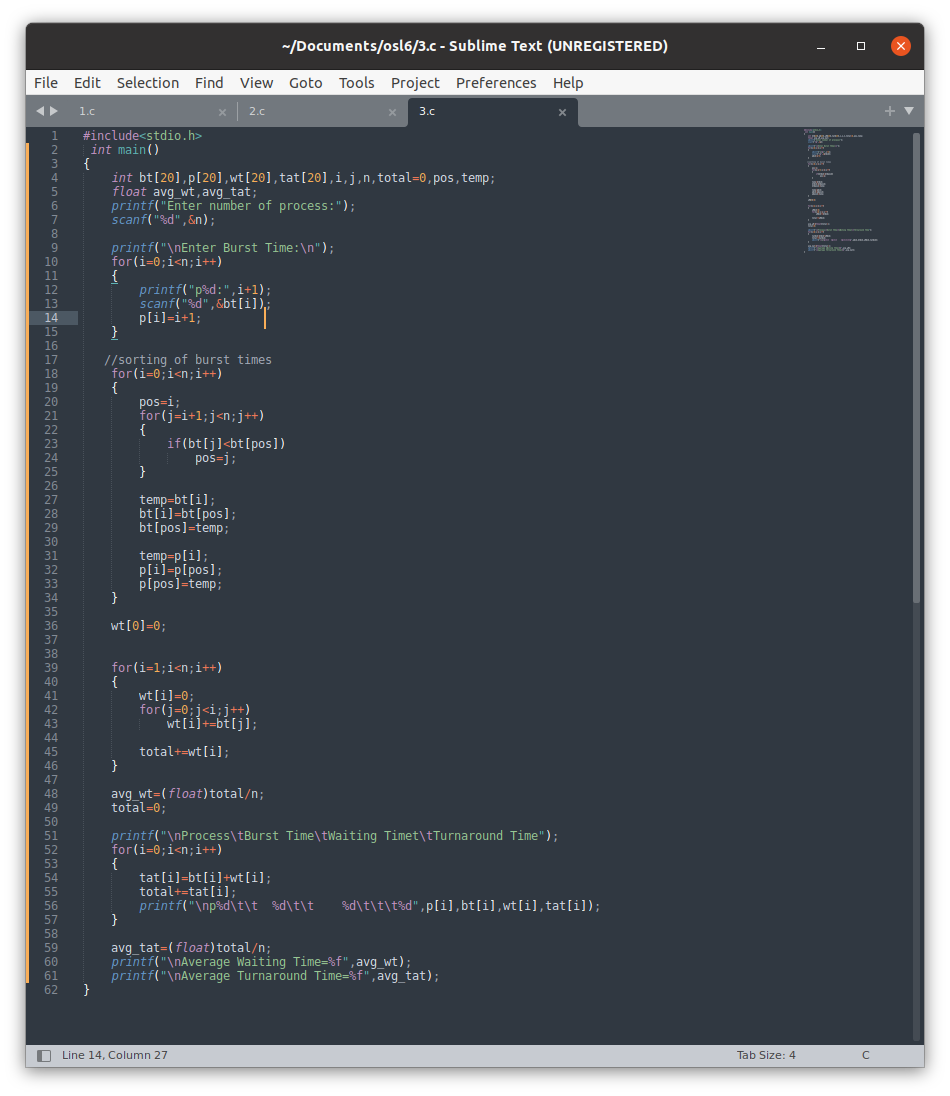 ~/Documents/osl6/3.c - Sublime Text (UNREGISTERED)
File Edit Selection Find View Goto Tools Project Preferences Help
1.c 2.c 3.c
1 #include<stdio.h>
2  int main()
3 {
4     int bt[20],p[20],wt[20],tat[20],i,j,n,total=0,pos,temp;
5     float avg_wt,avg_tat;
6     printf("Enter number of process:");
7     scanf("%d",&n);
8
9     printf("\nEnter Burst Time:\n");
10     for(i=0;i<n;i++)
11     {
12         printf("p%d:",i+1);
13         scanf("%d",&bt[i]);
14         p[i]=i+1;
15     }
16
17    //sorting of burst times
18     for(i=0;i<n;i++)
19     {
20         pos=i;
21         for(j=i+1;j<n;j++)
22         {
23             if(bt[j]<bt[pos])
24                 pos=j;
25         }
26
27         temp=bt[i];
28         bt[i]=bt[pos];
29         bt[pos]=temp;
30
31         temp=p[i];
32         p[i]=p[pos];
33         p[pos]=temp;
34     }
35
36     wt[0]=0;
37
38
39     for(i=1;i<n;i++)
40     {
41         wt[i]=0;
42         for(j=0;j<i;j++)
43             wt[i]+=bt[j];
44
45         total+=wt[i];
46     }
47
48     avg_wt=(float)total/n;
49     total=0;
50
51     printf("\nProcess\tBurst Time\tWaiting Timet\tTurnaround Time");
52     for(i=0;i<n;i++)
53     {
54         tat[i]=bt[i]+wt[i];
55         total+=tat[i];
56         printf("\np%d\t\t  %d\t\t    %d\t\t\t%d",p[i],bt[i],wt[i],tat[i]);
57     }
58
59     avg_tat=(float)total/n;
60     printf("\nAverage Waiting Time=%f",avg_wt);
61     printf("\nAverage Turnaround Time=%f",avg_tat);
62 }
Line 14, Column 27 Tab Size: 4 C